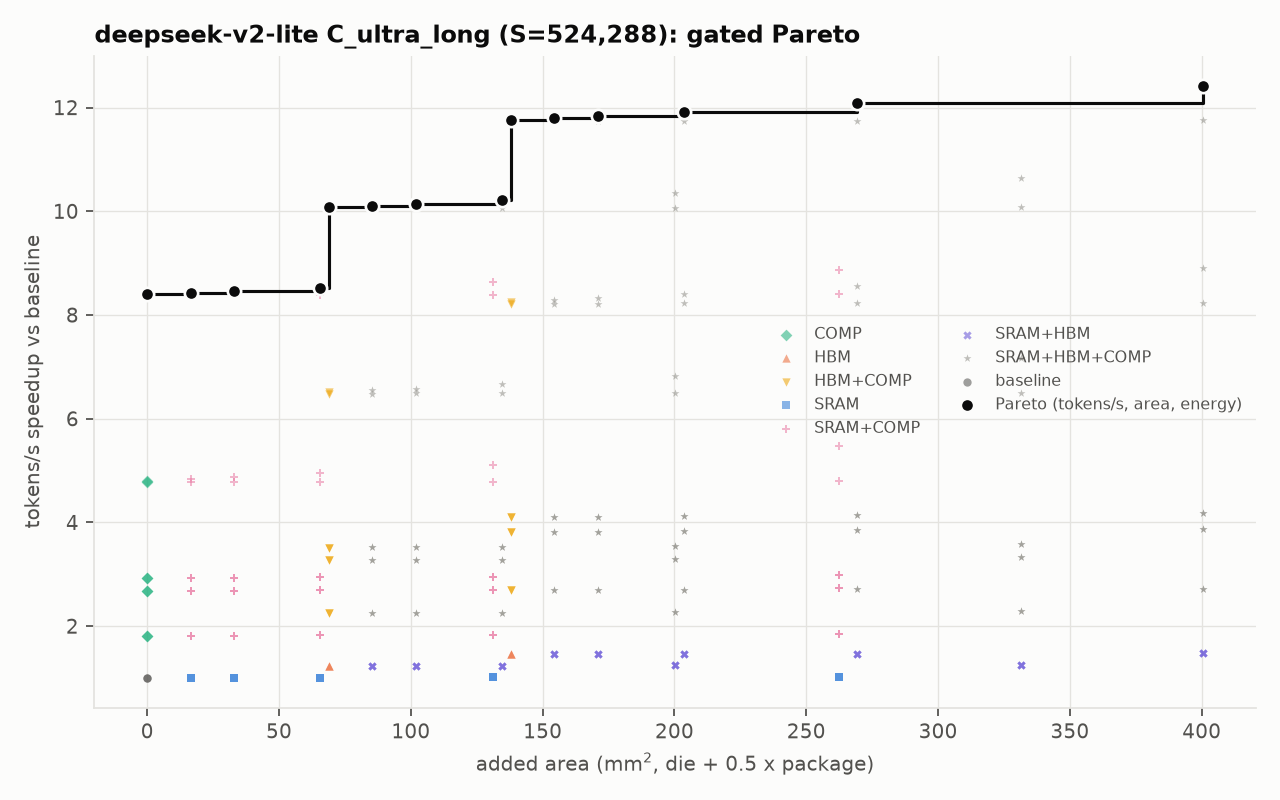 deepseek-v2-lite C_ultra_long (S=524,288): gated Pareto
tokens/s speedup vs baseline
12
10
8
6
4
2
COMP
HBM
HBM+COMP
SRAM
SRAM+COMP
SRAM+HBM
SRAM+HBM+COMP
baseline
Pareto (tokens/s, area, energy)
0 50 100 150 200 250 300 350 400
added area (mm², die + 0.5 x package)